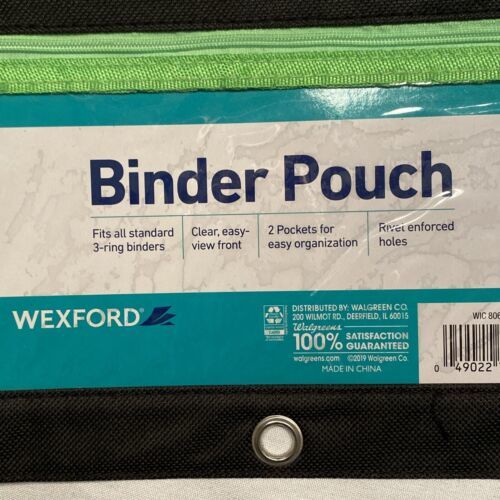 Binder Pouch
Fits all standard
3-ring binders
Clear, easy-
view front
2 Pockets for
easy organization
Rivet enforced
holes
WEXFORD
DISTRIBUTED BY: WALGREEN CO.
200 WILMOT RD., DEERFIELD, IL 60015
Walgreens
100% SATISFACTION
GUARANTEED
walgreens.com ©2019 Walgreen Co.
MADE IN CHINA
WIC 806
0 49022